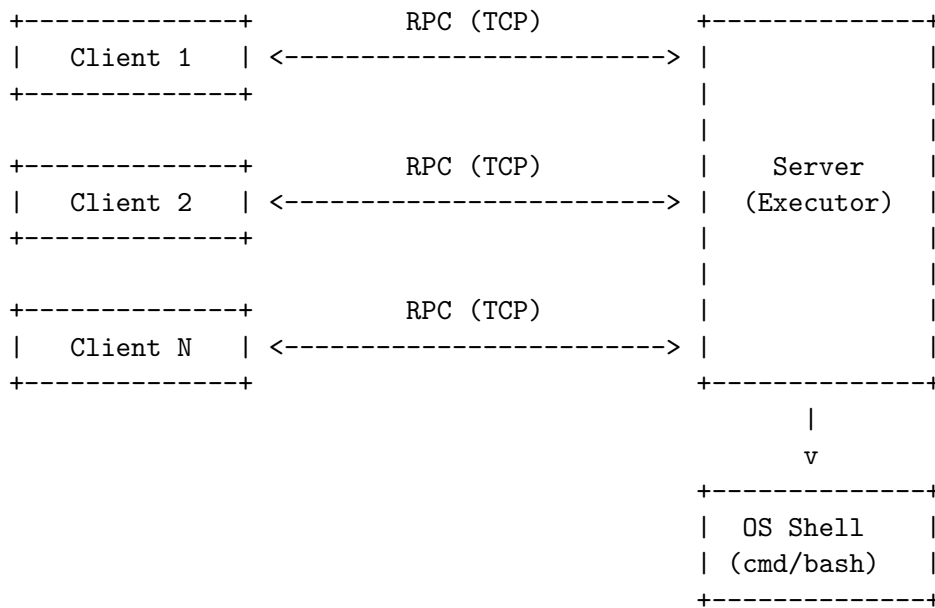 RPC (TCP)
Client 1
RPC (TCP)
Client 2
Server
(Executor)
RPC (TCP)
Client N
OS Shell
(cmd/bash)